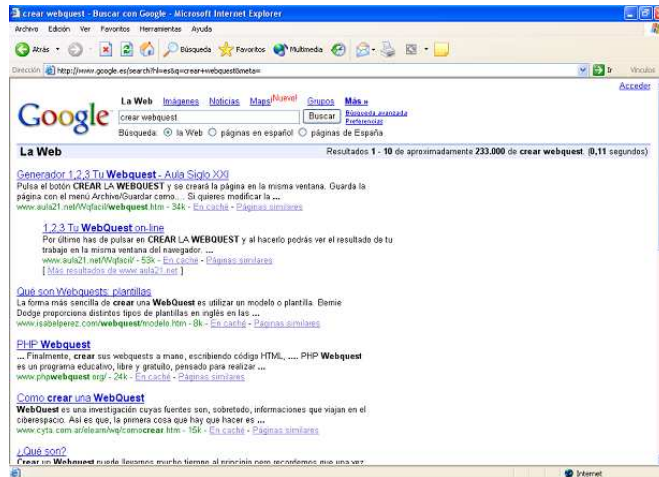 crear webquest - Buscar con Google - Microsoft Internet Explorer
Archivo Edición Ver Favoritos Herramientas Ayuda
Atrás Búsqueda Favoritos Multimedia
Dirección http://www.google.es/search?hl=es&q=crear+webquest&meta= Ir Vínculos
Acceder
Google
La Web Imágenes Noticias Maps¡Nuevo! Grupos Más »
crear webquest Buscar Búsqueda avanzada
Preferencias
Búsqueda: la Web páginas en español páginas de España
La Web Resultados 1 - 10 de aproximadamente 233.000 de crear webquest. (0,11 segundos)
Generador 1,2,3 Tu Webquest - Aula Siglo XXI
Pulsa el botón CREAR LA WEBQUEST y se creará la página en la misma ventana. Guarda la
página con el menú Archivo/Guardar como.... Si quieres modificar la ...
www.aula21.net/Wqfacil/webquest.htm - 34k - En caché - Páginas similares
1,2,3 Tu WebQuest on-line
Por último has de pulsar en CREAR LA WEBQUEST y al hacerlo podrás ver el resultado de tu
trabajo en la misma ventana del navegador. ...
www.aula21.net/Wqfacil/ - 53k - En caché - Páginas similares
[ Más resultados de www.aula21.net ]
Qué son Webquests: plantillas
La forma más sencilla de crear una WebQuest es utilizar un modelo o plantilla. Bernie
Dodge proporciona distintos tipos de plantillas en inglés en las ...
www.isabelperez.com/webquest/modelo.htm - 8k - En caché - Páginas similares
PHP Webquest
... Finalmente, crear sus webquests a mano, escribiendo código HTML, .... PHP Webquest
es un programa educativo, libre y gratuito, pensado para realizar ...
www.phpwebquest.org/ - 24k - En caché - Páginas similares
Como crear una WebQuest
WebQuest es una investigación cuyas fuentes son, sobretodo, informaciones que viajan en el
ciberespacio. Así es que, la primera cosa que hay que hacer es ...
www.cyta.com.ar/elearn/wq/comocrear.htm - 15k - En caché - Páginas similares
¿Qué son?
Crear un Webquest puede llevarnos mucho tiempo al principio pero recordemos que una vez
Internet